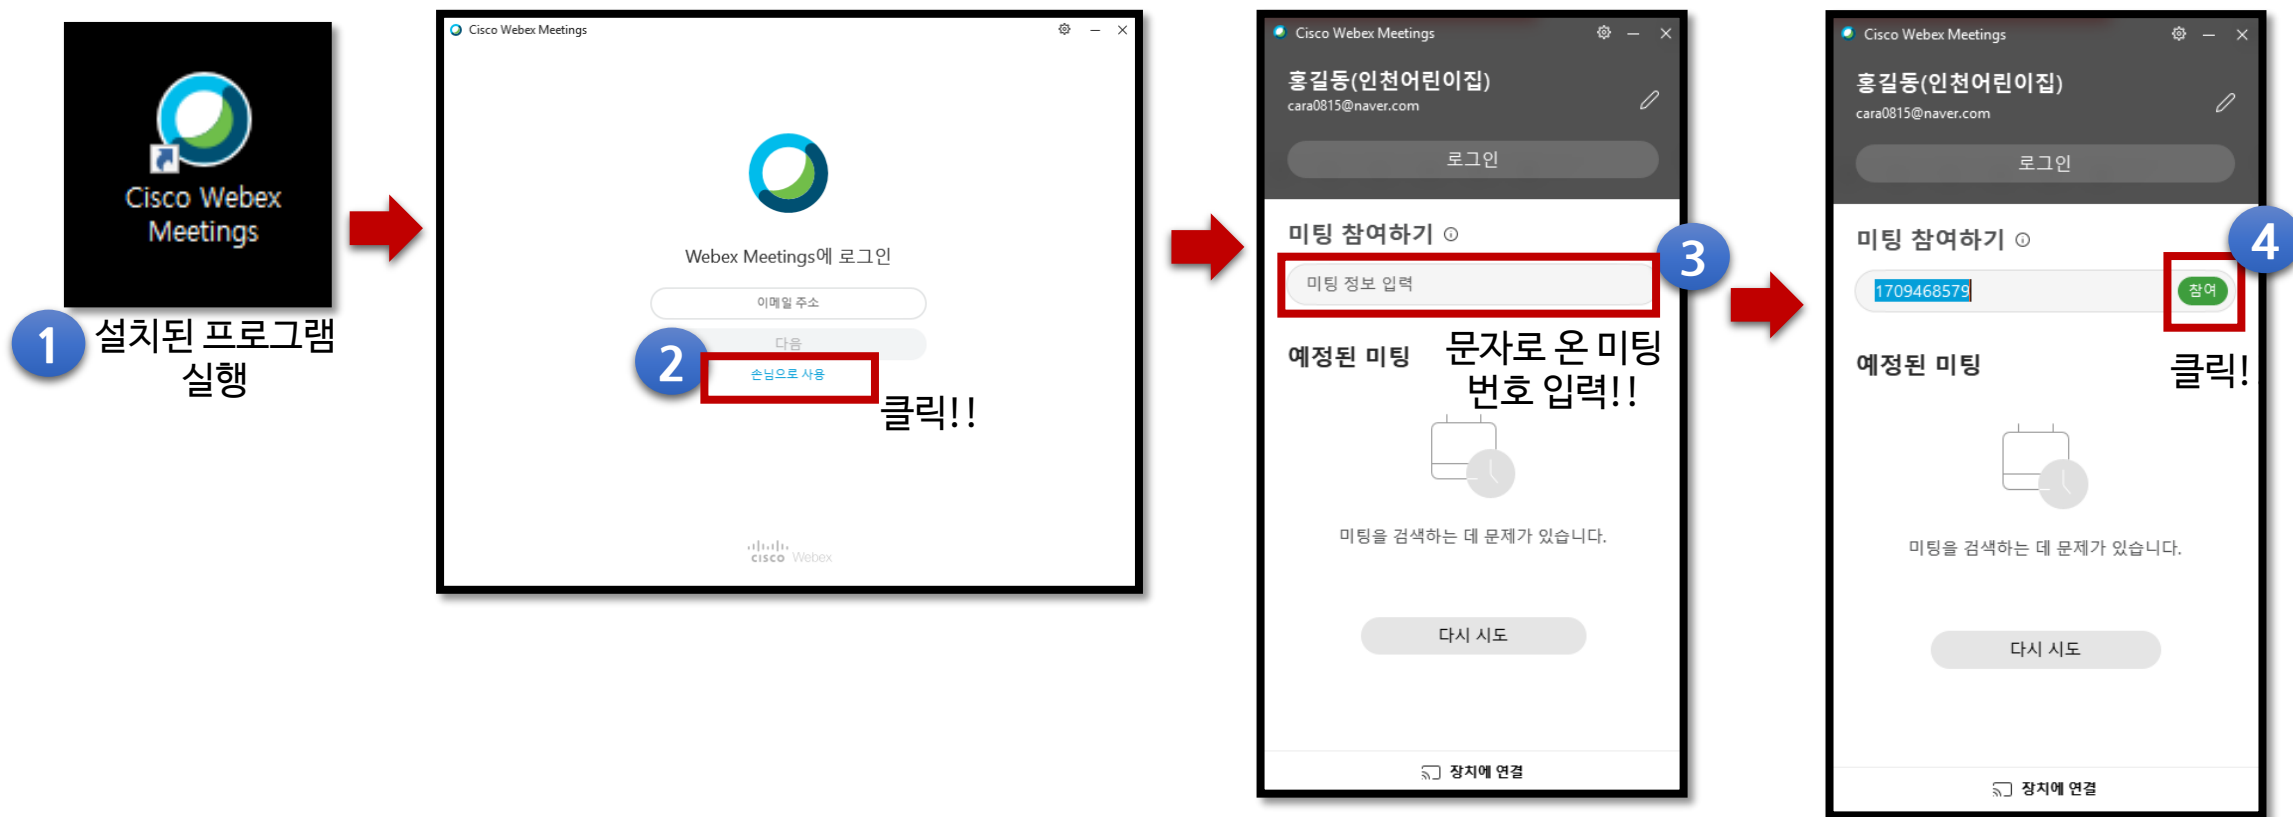 Cisco Webex
Meetings
1
설치된 프로그램
실행
Cisco Webex Meetings
Webex Meetings에 로그인
이메일 주소
다음
2
손님으로 사용
클릭!!
cisco Webex
Cisco Webex Meetings
홍길동(인천어린이집)
cara0815@naver.com
로그인
미팅 참여하기
3
미팅 정보 입력
문자로 온 미팅
번호 입력!!
예정된 미팅
미팅을 검색하는 데 문제가 있습니다.
다시 시도
장치에 연결
Cisco Webex Meetings
홍길동(인천어린이집)
cara0815@naver.com
로그인
미팅 참여하기
4
1709468579
참여
클릭!
예정된 미팅
미팅을 검색하는 데 문제가 있습니다.
다시 시도
장치에 연결